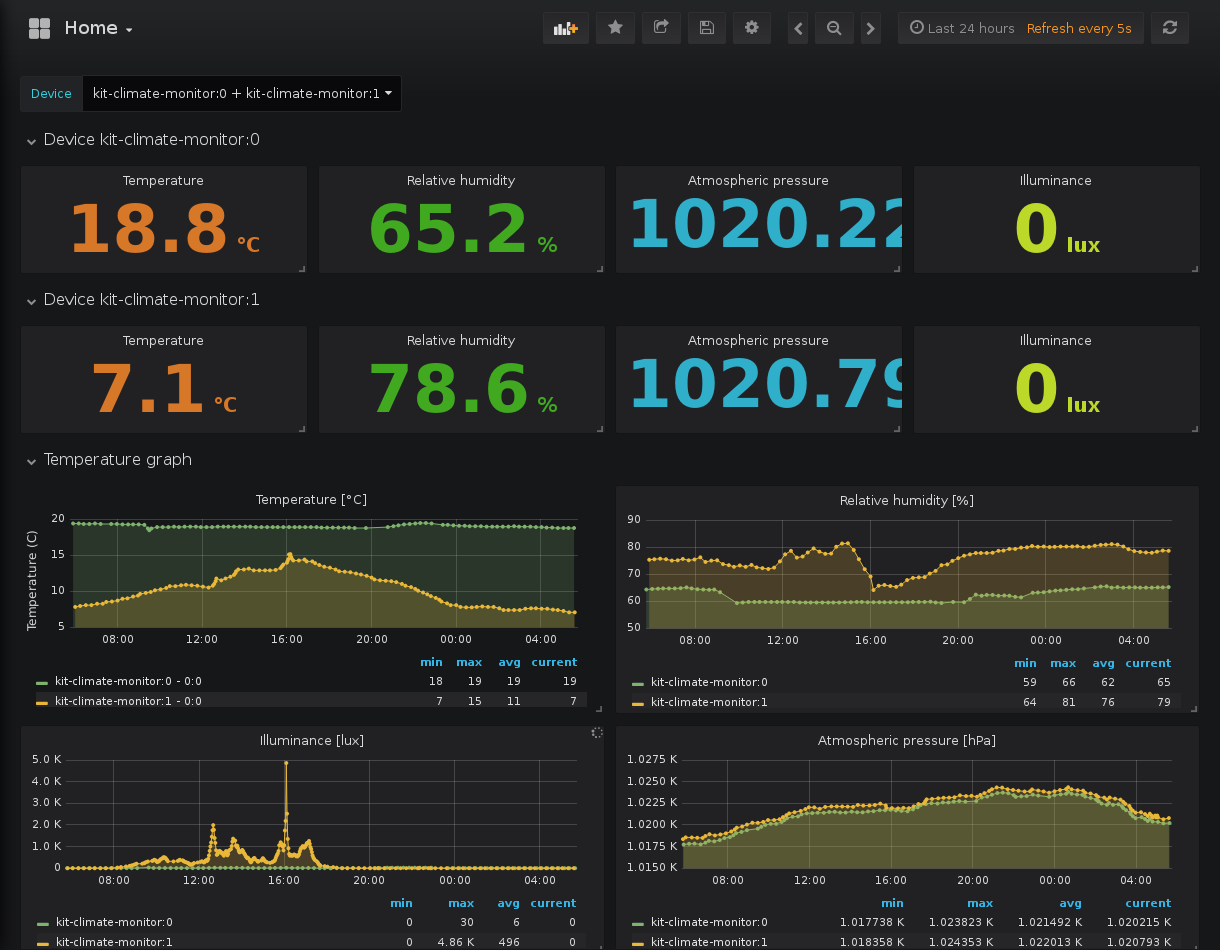 Home
Last 24 hours Refresh every 5s
Device kit-climate-monitor:0 + kit-climate-monitor:1
Device kit-climate-monitor:0
Temperature Relative humidity Atmospheric pressure Illuminance
18.8 °C 65.2 % 1020.22 0 lux
Device kit-climate-monitor:1
Temperature Relative humidity Atmospheric pressure Illuminance
7.1 °C 78.6 % 1020.79 0 lux
Temperature graph
Temperature [°C]
Temperature (C)
20
15
10
5
08:00 12:00 16:00 20:00 00:00 04:00
min max avg current
kit-climate-monitor:0 - 0:0 18 19 19 19
kit-climate-monitor:1 - 0:0 7 15 11 7
Relative humidity [%]
90
80
70
60
50
08:00 12:00 16:00 20:00 00:00 04:00
min max avg current
kit-climate-monitor:0 59 66 62 65
kit-climate-monitor:1 64 81 76 79
Illuminance [lux]
5.0 K
4.0 K
3.0 K
2.0 K
1.0 K
0
08:00 12:00 16:00 20:00 00:00 04:00
min max avg current
kit-climate-monitor:0 0 30 6 0
kit-climate-monitor:1 0 4.86 K 496 0
Atmospheric pressure [hPa]
1.0275 K
1.0250 K
1.0225 K
1.0200 K
1.0175 K
1.0150 K
08:00 12:00 16:00 20:00 00:00 04:00
min max avg current
kit-climate-monitor:0 1.017738 K 1.023823 K 1.021492 K 1.020215 K
kit-climate-monitor:1 1.018358 K 1.024353 K 1.022013 K 1.020793 K